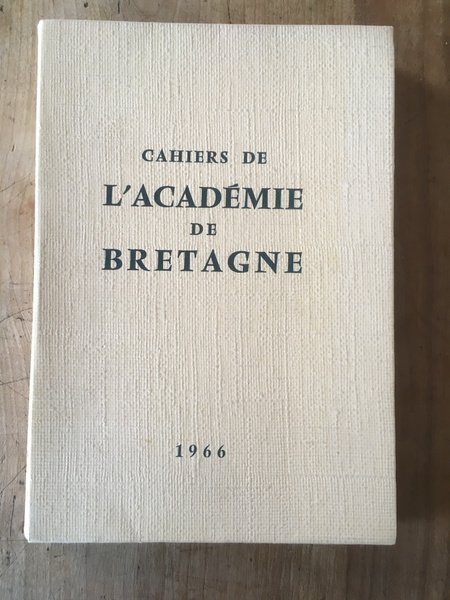 CAHIERS DE
L'ACADÉMIE
DE
BRETAGNE
1966